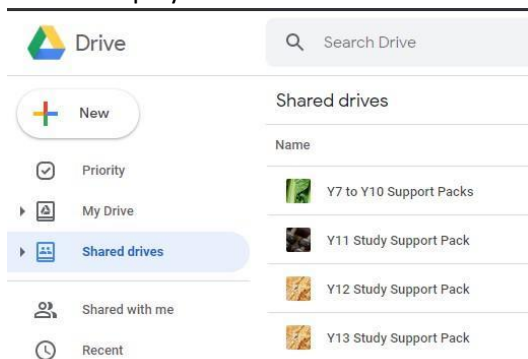 Drive
Search Drive
New
Priority
My Drive
Shared drives
Shared with me
Recent
Shared drives
Name
Y7 to Y10 Support Packs
Y11 Study Support Pack
Y12 Study Support Pack
Y13 Study Support Pack